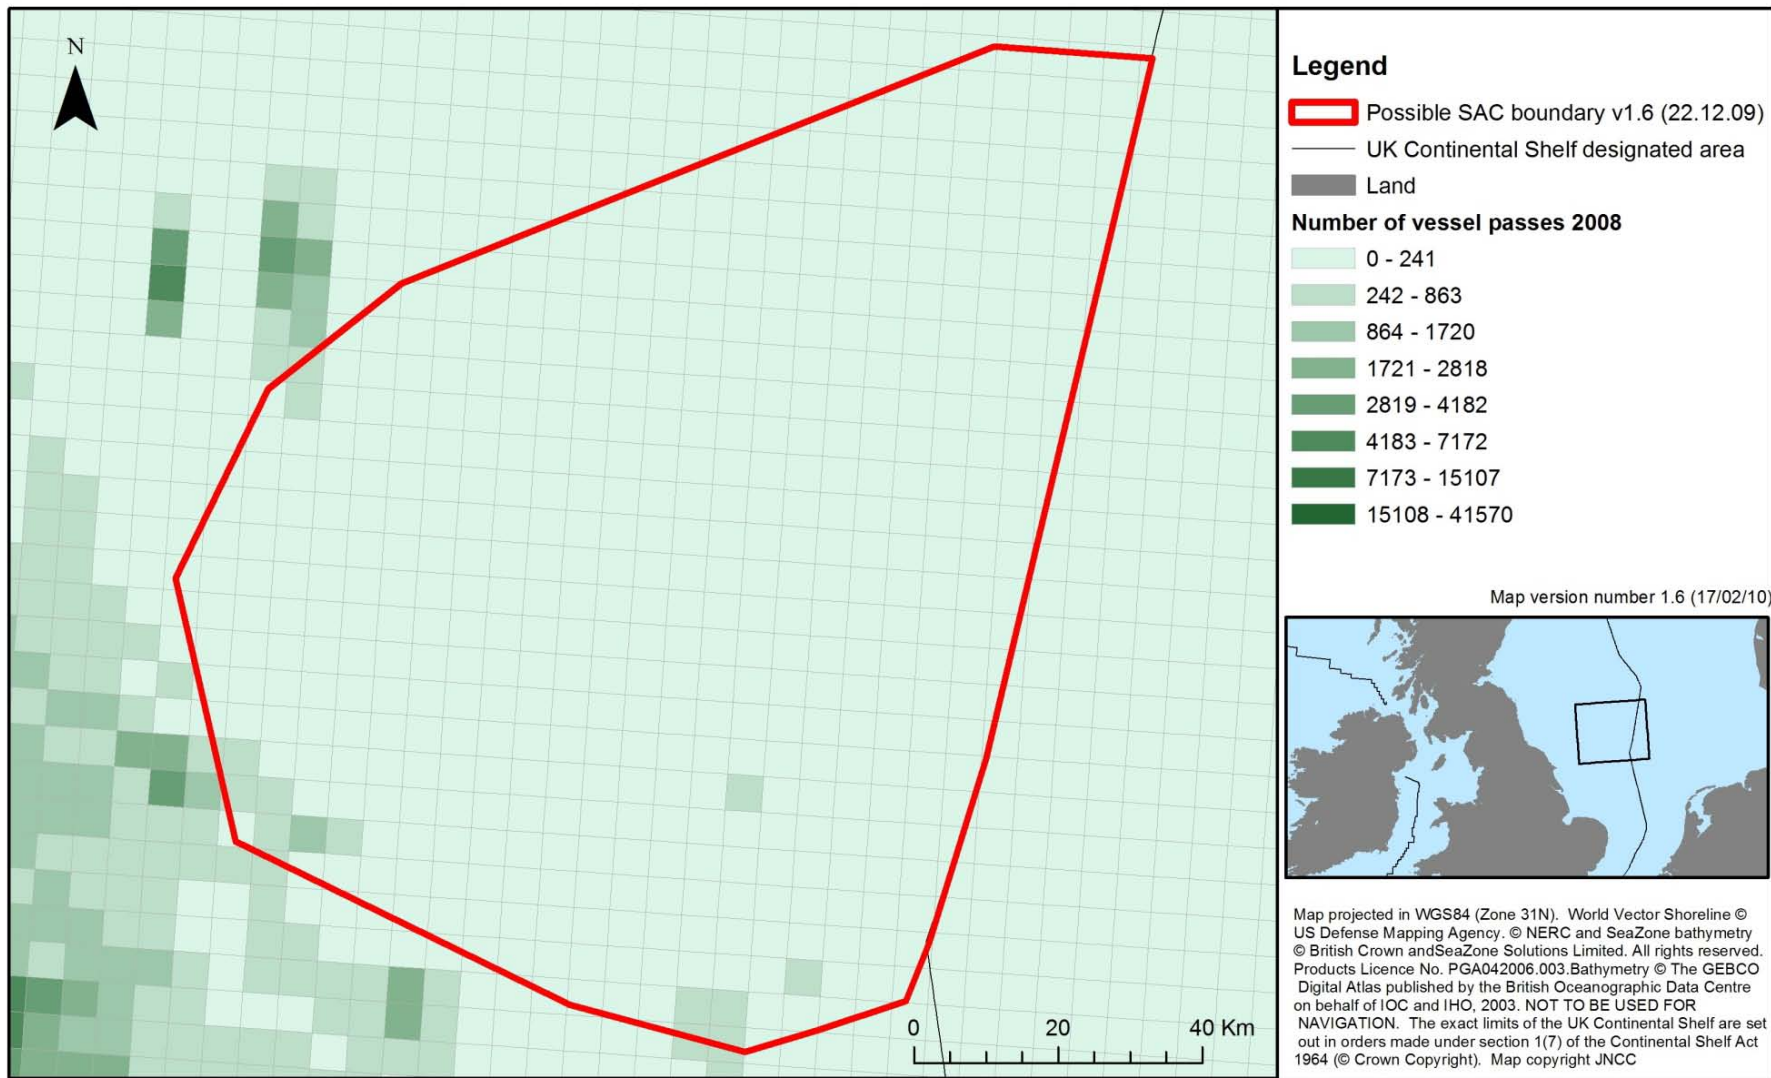 N
0 20 40 Km
Legend
Possible SAC boundary v1.6 (22.12.09)
UK Continental Shelf designated area
Land
Number of vessel passes 2008
0 - 241
242 - 863
864 - 1720
1721 - 2818
2819 - 4182
4183 - 7172
7173 - 15107
15108 - 41570
Map version number 1.6 (17/02/10)
Map projected in WGS84 (Zone 31N). World Vector Shoreline ©
US Defense Mapping Agency. © NERC and SeaZone bathymetry
© British Crown andSeaZone Solutions Limited. All rights reserved.
Products Licence No. PGA042006.003.Bathymetry © The GEBCO
Digital Atlas published by the British Oceanographic Data Centre
on behalf of IOC and IHO, 2003. NOT TO BE USED FOR
NAVIGATION. The exact limits of the UK Continental Shelf are set
out in orders made under section 1(7) of the Continental Shelf Act
1964 (© Crown Copyright). Map copyright JNCC